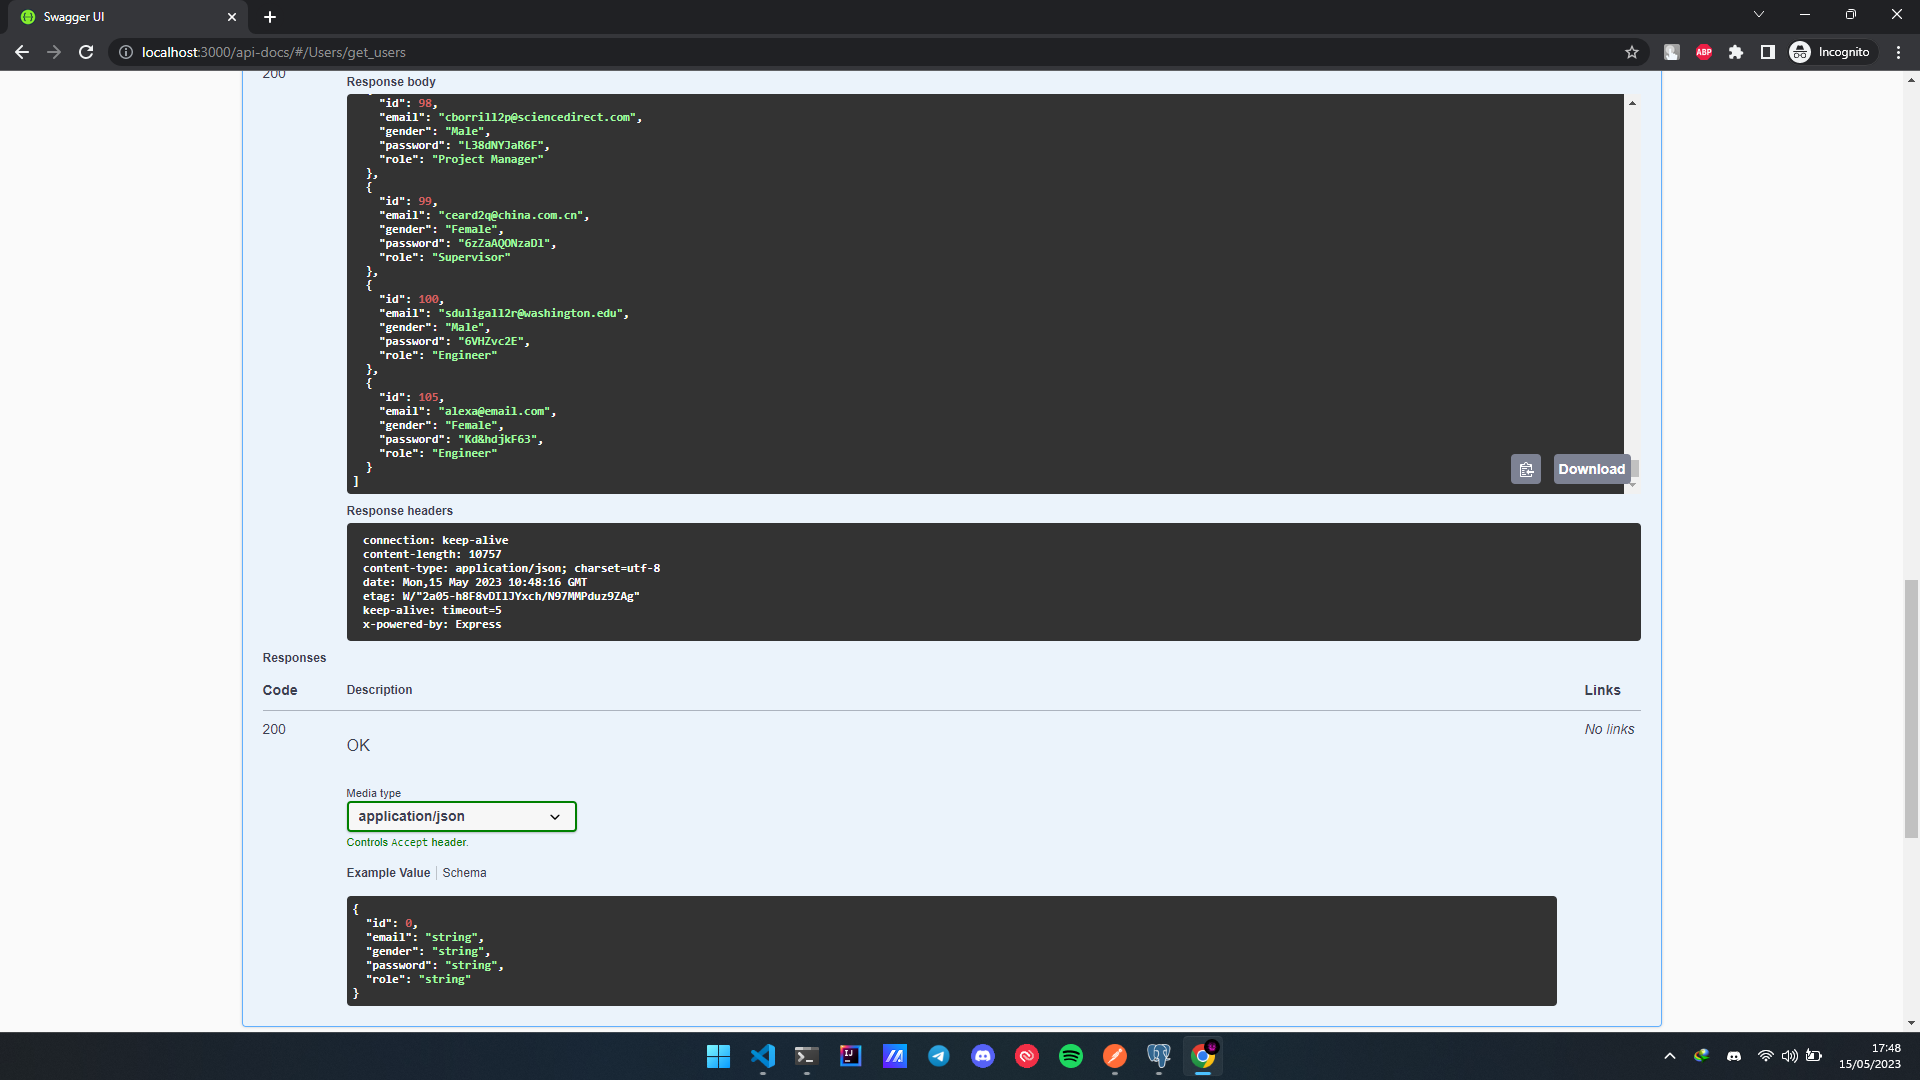 Swagger UI
localhost:3000/api-docs/#/Users/get_users
ABP
Incognito
200
Response body
"id": 98,
"email": "cborrill2p@sciencedirect.com",
"gender": "Male",
"password": "L38dNYJaR6F",
"role": "Project Manager"
},
{
"id": 99,
"email": "ceard2q@china.com.cn",
"gender": "Female",
"password": "6zZaAQONzaDl",
"role": "Supervisor"
},
{
"id": 100,
"email": "sduligall2r@washington.edu",
"gender": "Male",
"password": "6VHZvc2E",
"role": "Engineer"
},
{
"id": 105,
"email": "alexa@email.com",
"gender": "Female",
"password": "Kd&hdjkF63",
"role": "Engineer"
}
]
Download
Response headers
connection: keep-alive
content-length: 10757
content-type: application/json; charset=utf-8
date: Mon,15 May 2023 10:48:16 GMT
etag: W/"2a05-h8F8vDIlJYxch/N97MMPduz9ZAg"
keep-alive: timeout=5
x-powered-by: Express
Responses
Code Description Links
200 OK No links
Media type
application/json
Controls Accept header.
Example Value | Schema
{
"id": 0,
"email": "string",
"gender": "string",
"password": "string",
"role": "string"
}
17:48
15/05/2023